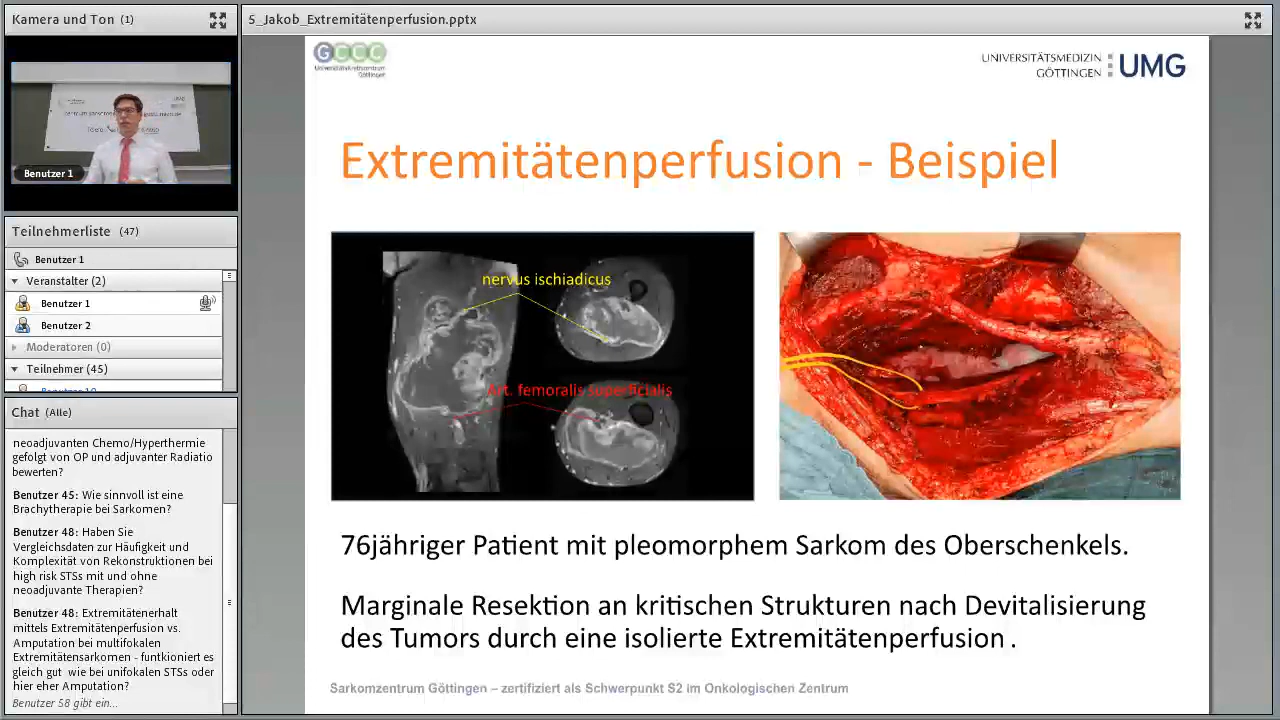 Kamera und Ton (1)
Benutzer 1
Teilnehmerliste (47)
Benutzer 1
Veranstalter (2)
Benutzer 1
Benutzer 2
Moderatoren (0)
Teilnehmer (45)
Chat (Alle)
neoadjuvanten Chemo/Hyperthermie
gefolgt von OP und adjuvanter Radiatio
bewerten?
Benutzer 45: Wie sinnvoll ist eine
Brachytherapie bei Sarkomen?
Benutzer 48: Haben Sie
Vergleichsdaten zur Häufigkeit und
Komplexität von Rekonstruktionen bei
high risk STSs mit und ohne
neoadjuvante Therapien?
Benutzer 48: Extremitätenerhalt
mittels Extremitätenperfusion vs.
Amputation bei multifokalen
Extremitätensarkomen - funtkioniert es
gleich gut wie bei unifokalen STSs oder
hier eher Amputation?
Benutzer 58 gibt ein...
5_Jakob_Extremitätenperfusion.pptx
GCCC
UniversitätsKrebszentrum
Göttingen
UNIVERSITÄTSMEDIZIN
GÖTTINGEN
UMG
Extremitätenperfusion - Beispiel
nervus ischiadicus
Art. femoralis superficialis
76jähriger Patient mit pleomorphem Sarkom des Oberschenkels.
Marginale Resektion an kritischen Strukturen nach Devitalisierung
des Tumors durch eine isolierte Extremitätenperfusion .
Sarkomzentrum Göttingen – zertifiziert als Schwerpunkt S2 im Onkologischen Zentrum